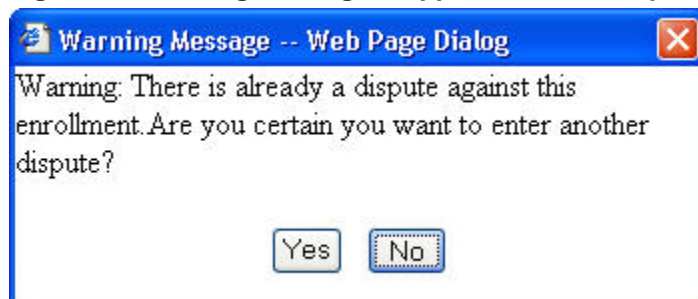 Warning Message -- Web Page Dialog
Warning: There is already a dispute against this
enrollment.Are you certain you want to enter another
dispute?
Yes No